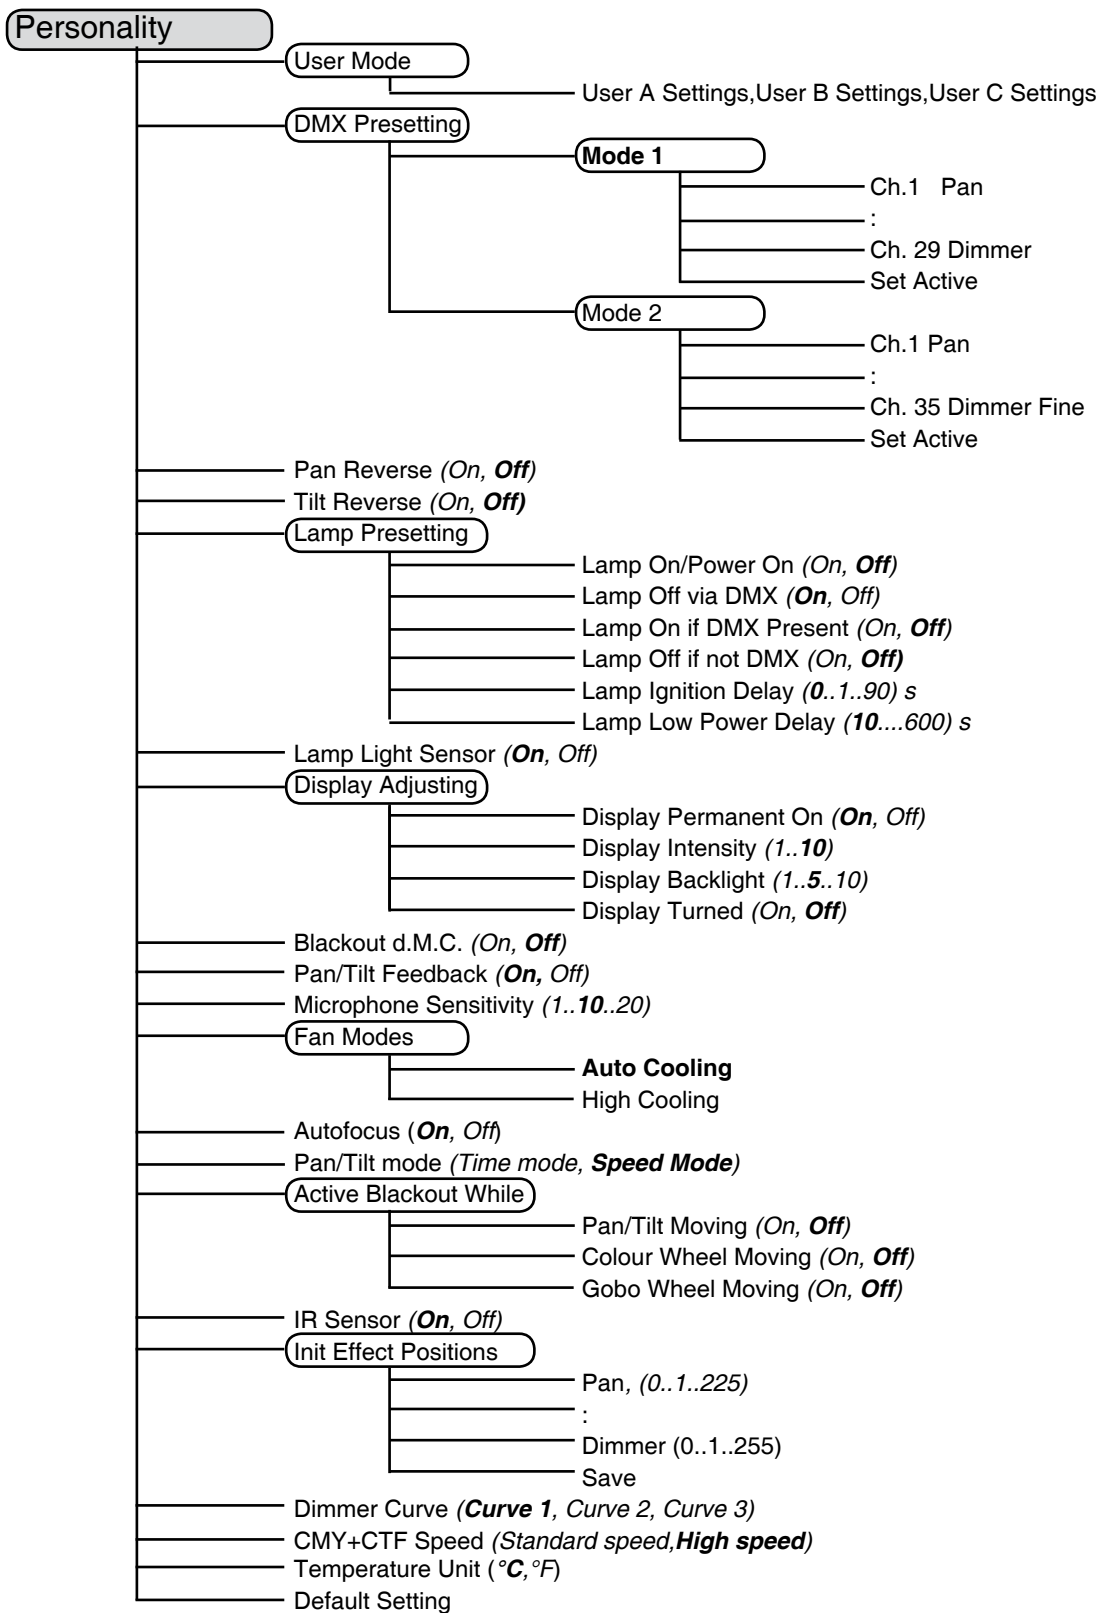 Personality
User Mode
User A Settings,User B Settings,User C Settings
DMX Presetting
Mode 1
Ch.1 Pan
:
Ch. 29 Dimmer
Set Active
Mode 2
Ch.1 Pan
:
Ch. 35 Dimmer Fine
Set Active
Pan Reverse (On, Off)
Tilt Reverse (On, Off)
Lamp Presetting
Lamp On/Power On (On, Off)
Lamp Off via DMX (On, Off)
Lamp On if DMX Present (On, Off)
Lamp Off if not DMX (On, Off)
Lamp Ignition Delay (0..1..90) s
Lamp Low Power Delay (10....600) s
Lamp Light Sensor (On, Off)
Display Adjusting
Display Permanent On (On, Off)
Display Intensity (1..10)
Display Backlight (1..5..10)
Display Turned (On, Off)
Blackout d.M.C. (On, Off)
Pan/Tilt Feedback (On, Off)
Microphone Sensitivity (1..10..20)
Fan Modes
Auto Cooling
High Cooling
Autofocus (On, Off)
Pan/Tilt mode (Time mode, Speed Mode)
Active Blackout While
Pan/Tilt Moving (On, Off)
Colour Wheel Moving (On, Off)
Gobo Wheel Moving (On, Off)
IR Sensor (On, Off)
Init Effect Positions
Pan, (0..1..225)
:
Dimmer (0..1..255)
Save
Dimmer Curve (Curve 1, Curve 2, Curve 3)
CMY+CTF Speed (Standard speed,High speed)
Temperature Unit (°C,°F)
Default Setting